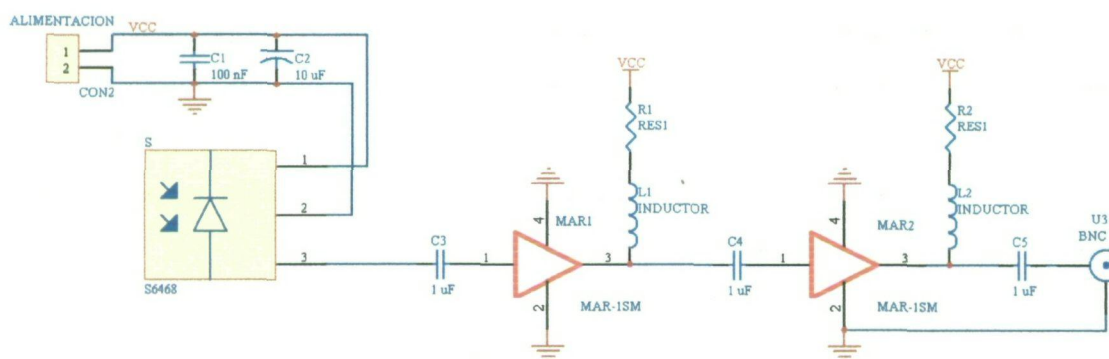 ALIMENTACION
VCC
1
2
CON2
C1
100 nF
C2
10 uF
S
1
2
3
S6468
C3
1 uF
1
4
2
3
MAR1
MAR-1SM
VCC
R1
RES1
L1
INDUCTOR
C4
1 uF
1
4
2
3
MAR2
MAR-1SM
VCC
R2
RES1
L2
INDUCTOR
C5
1 uF
U3
BNC